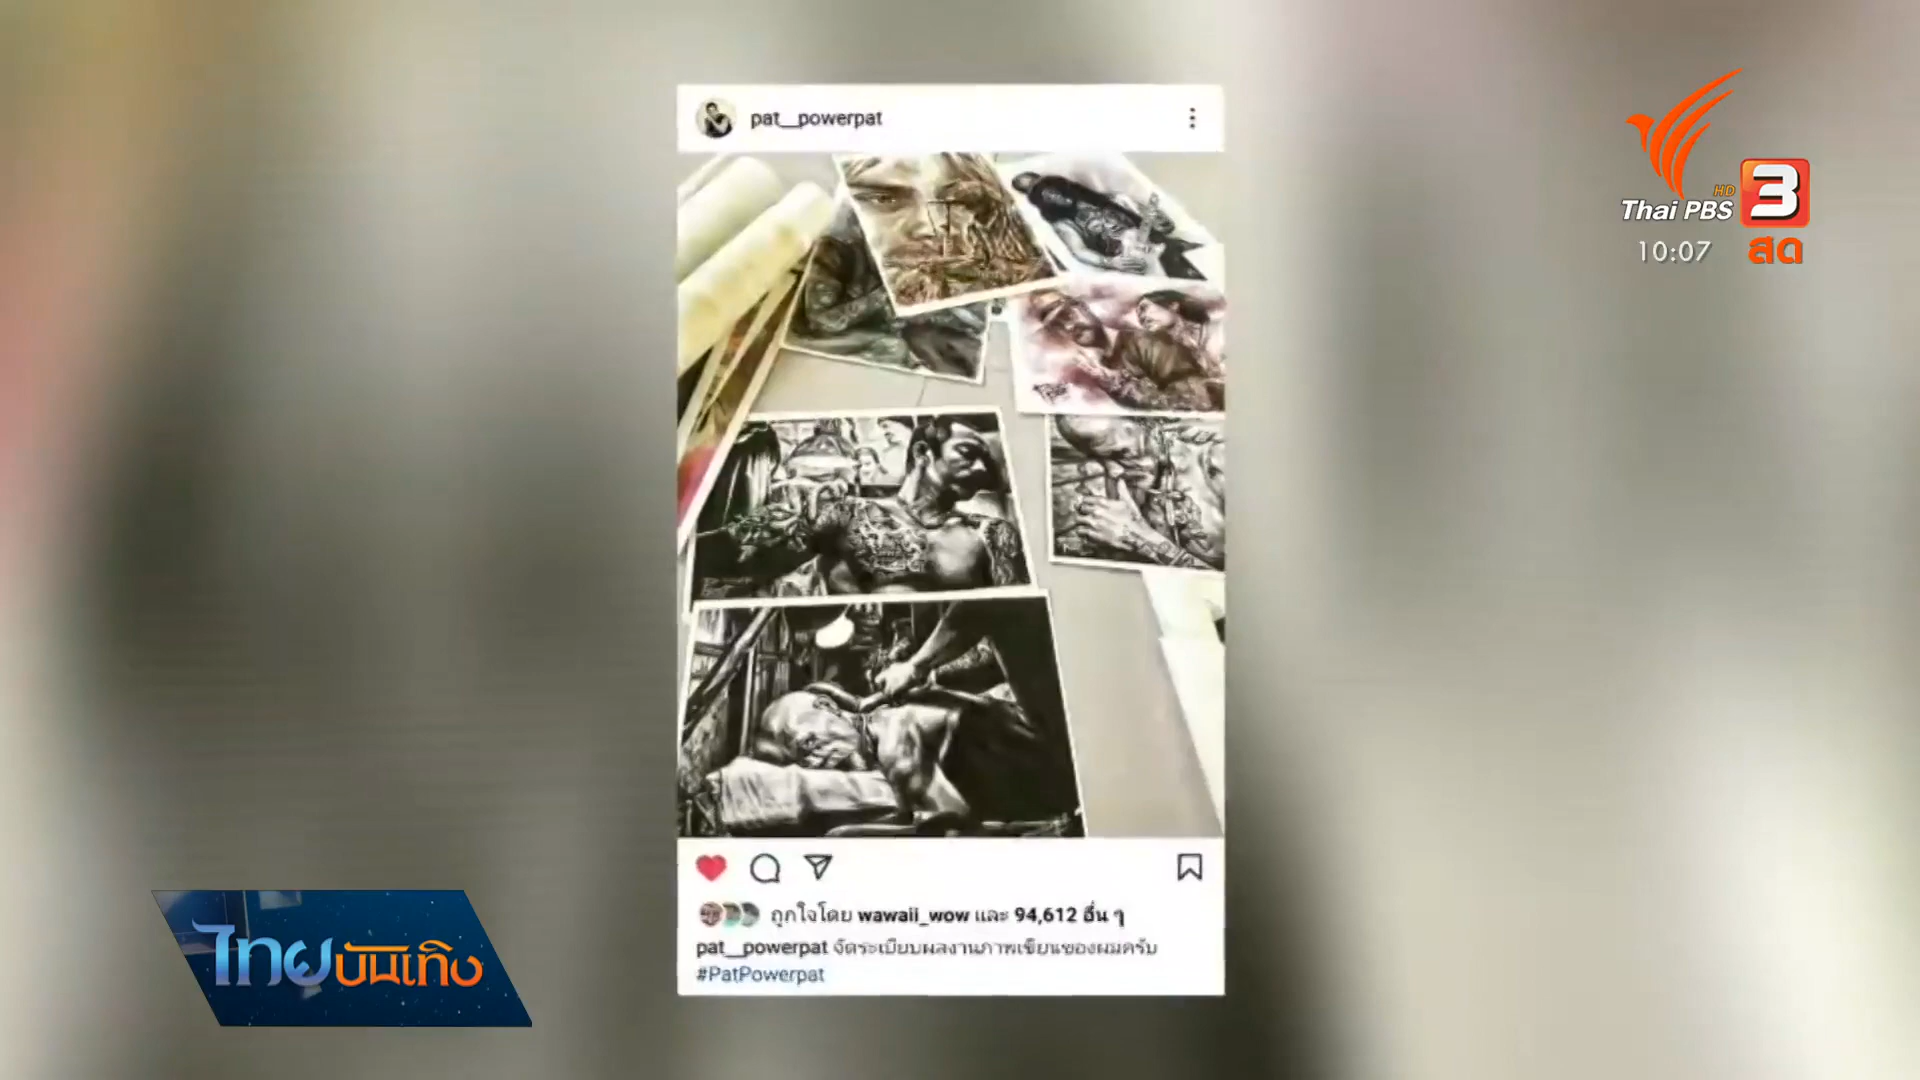 pat__powerpat
Thai PBS
HD
3
10:07
สด
ถูกใจโดย wawaii_wow และ 94,612 อื่น ๆ
pat__powerpat จัดระเบียบผลงานภาพเขียนของผมครับ
#PatPowerpat
ไทยบันเทิง